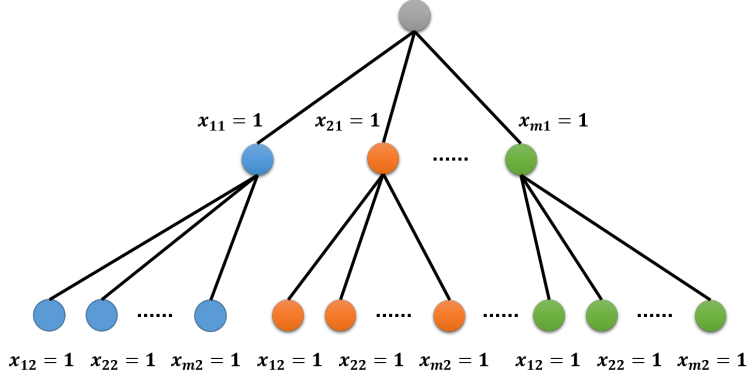 x₁₁ = 1 x₂₁ = 1 xₘ₁ = 1
......
...... ...... ...... ......
x₁₂ = 1 x₂₂ = 1 xₘ₂ = 1 x₁₂ = 1 x₂₂ = 1 xₘ₂ = 1 x₁₂ = 1 x₂₂ = 1 xₘ₂ = 1